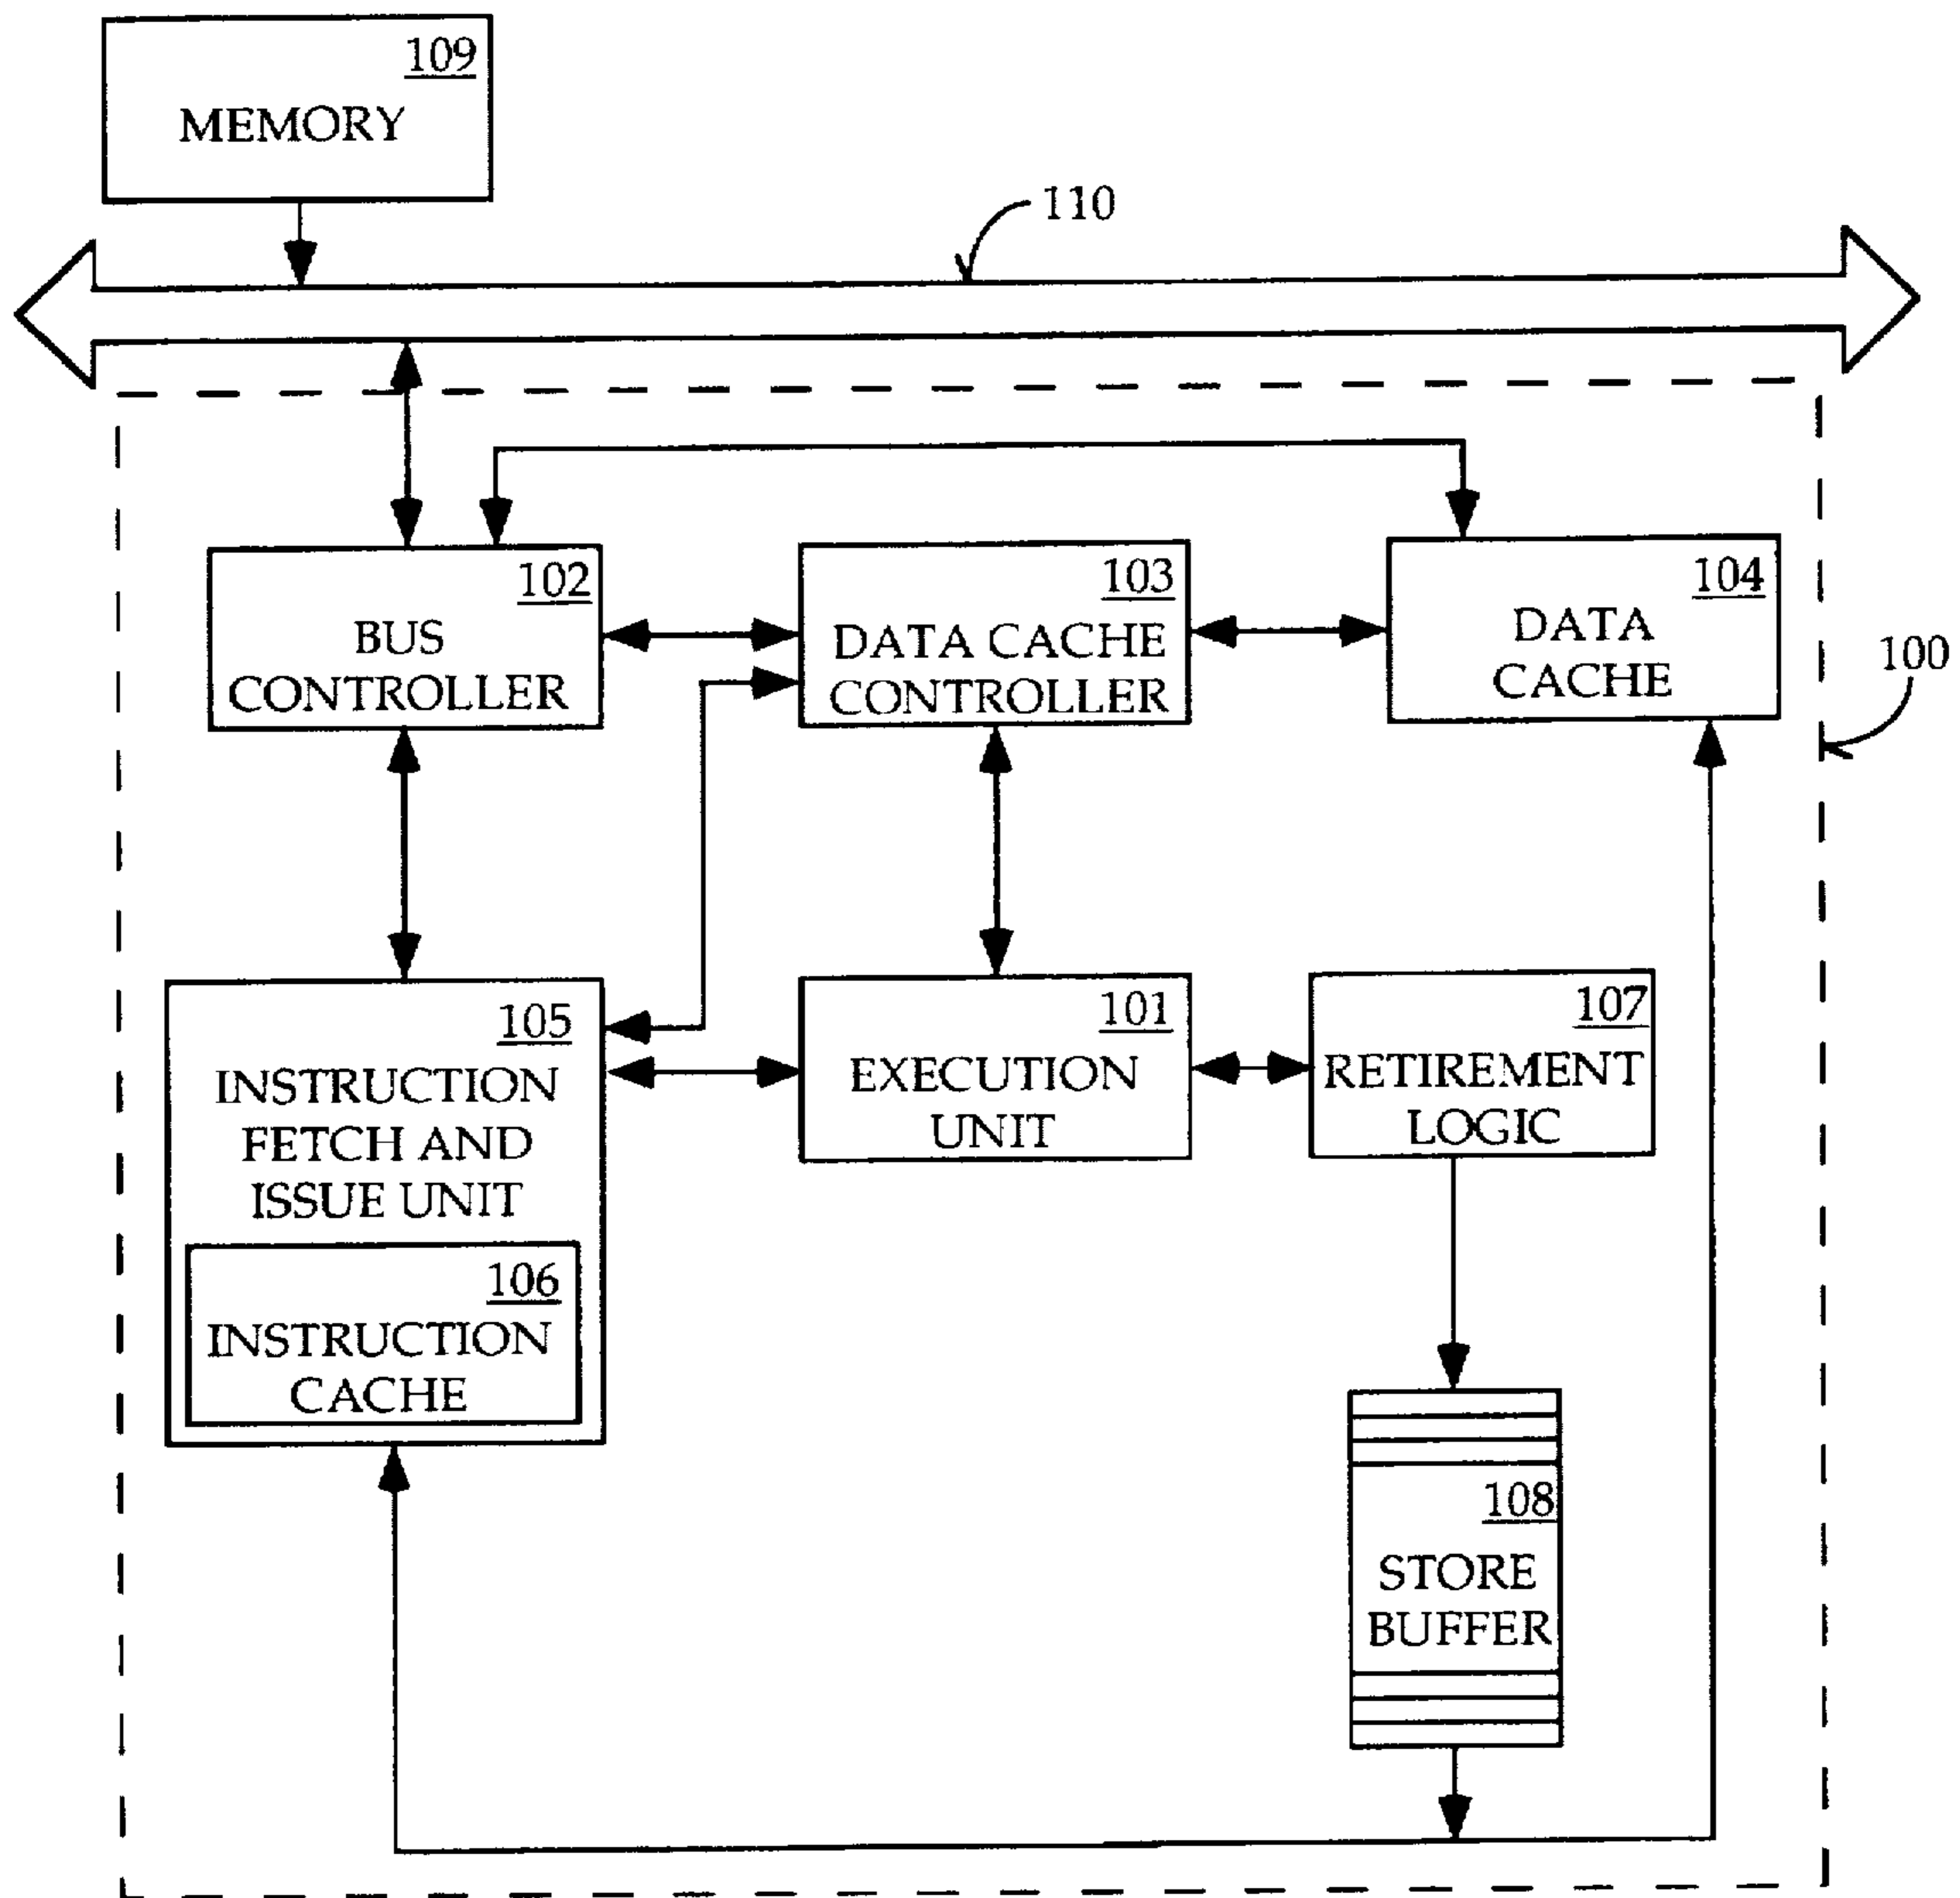 109
MEMORY
110
102
BUS
CONTROLLER
103
DATA CACHE
CONTROLLER
104
DATA
CACHE
100
105
INSTRUCTION
FETCH AND
ISSUE UNIT
106
INSTRUCTION
CACHE
101
EXECUTION
UNIT
107
RETIREMENT
LOGIC
108
STORE
BUFFER